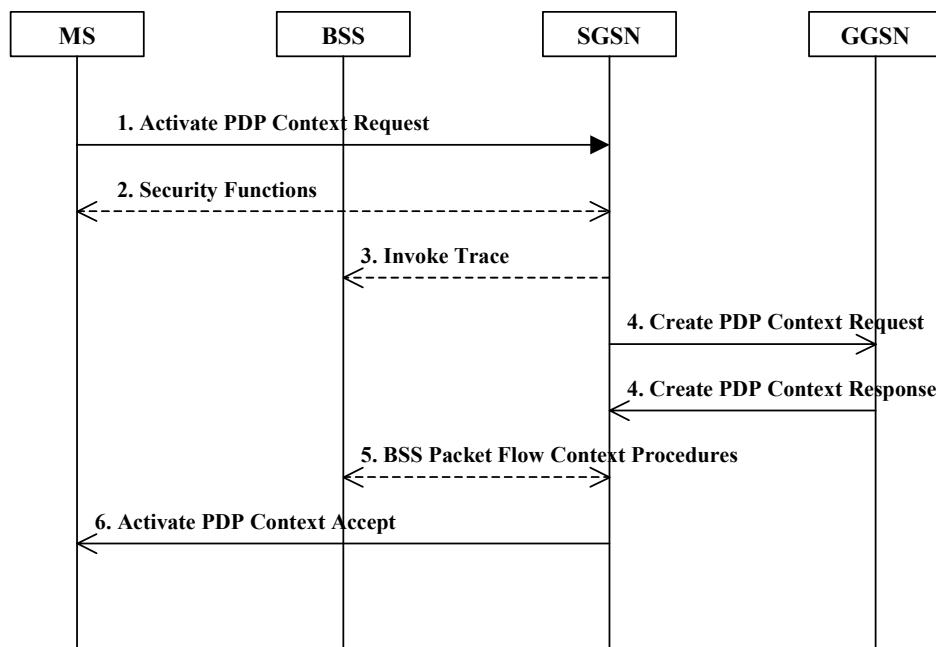 MS
BSS
SGSN
GGSN
1. Activate PDP Context Request
2. Security Functions
3. Invoke Trace
4. Create PDP Context Request
4. Create PDP Context Response
5. BSS Packet Flow Context Procedures
6. Activate PDP Context Accept